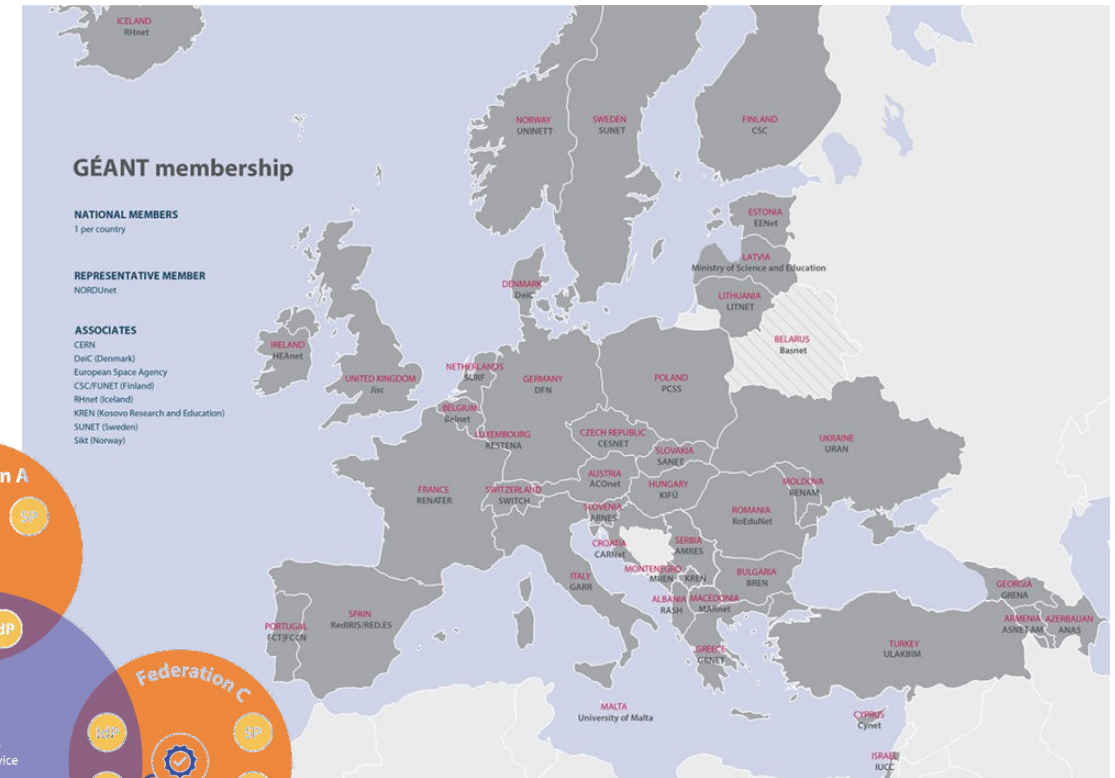 ICELAND
RHnet
NORWAY
UNINETT
SWEDEN
SUNET
FINLAND
CSC
GÉANT membership
NATIONAL MEMBERS
1 per country
REPRESENTATIVE MEMBER
NORDUnet
ASSOCIATES
CERN
DeiC (Denmark)
European Space Agency
CSC/FUNET (Finland)
RHnet (Iceland)
KREN (Kosovo Research and Education)
SUNET (Sweden)
Sikt (Norway)
ESTONIA
EENet
LATVIA
Ministry of Science and Education
LITHUANIA
LITNET
DENMARK
DeiC
BELARUS
Basnet
IRELAND
HEAnet
UNITED KINGDOM
Jisc
NETHERLANDS
SURF
GERMANY
DFN
POLAND
PCSS
BELGIUM
Belnet
LUXEMBOURG
RESTENA
CZECH REPUBLIC
CESNET
SLOVAKIA
SANET
UKRAINE
URAN
FRANCE
RENATER
SWITZERLAND
SWITCH
AUSTRIA
ACOnet
HUNGARY
KIFÜ
MOLDOVA
RENAM
SLOVENIA
ARNES
ROMANIA
RoEduNet
CROATIA
CARNet
SERBIA
AMRES
MONTENEGRO
MREN
KREN
BULGARIA
BREN
ITALY
GARR
ALBANIA
RASH
MACEDONIA
MARnet
GEORGIA
GRENA
ARMENIA
ASNET-AM
AZERBAIJAN
ANAS
PORTUGAL
FCT|FCCN
SPAIN
RedIRIS/RED.ES
GREECE
GRNET
TURKEY
ULAKBIM
MALTA
University of Malta
CYPRUS
Cynet
ISRAEL
IUCC
n A
SP
IdP
Federation C
IdP
SP
vice